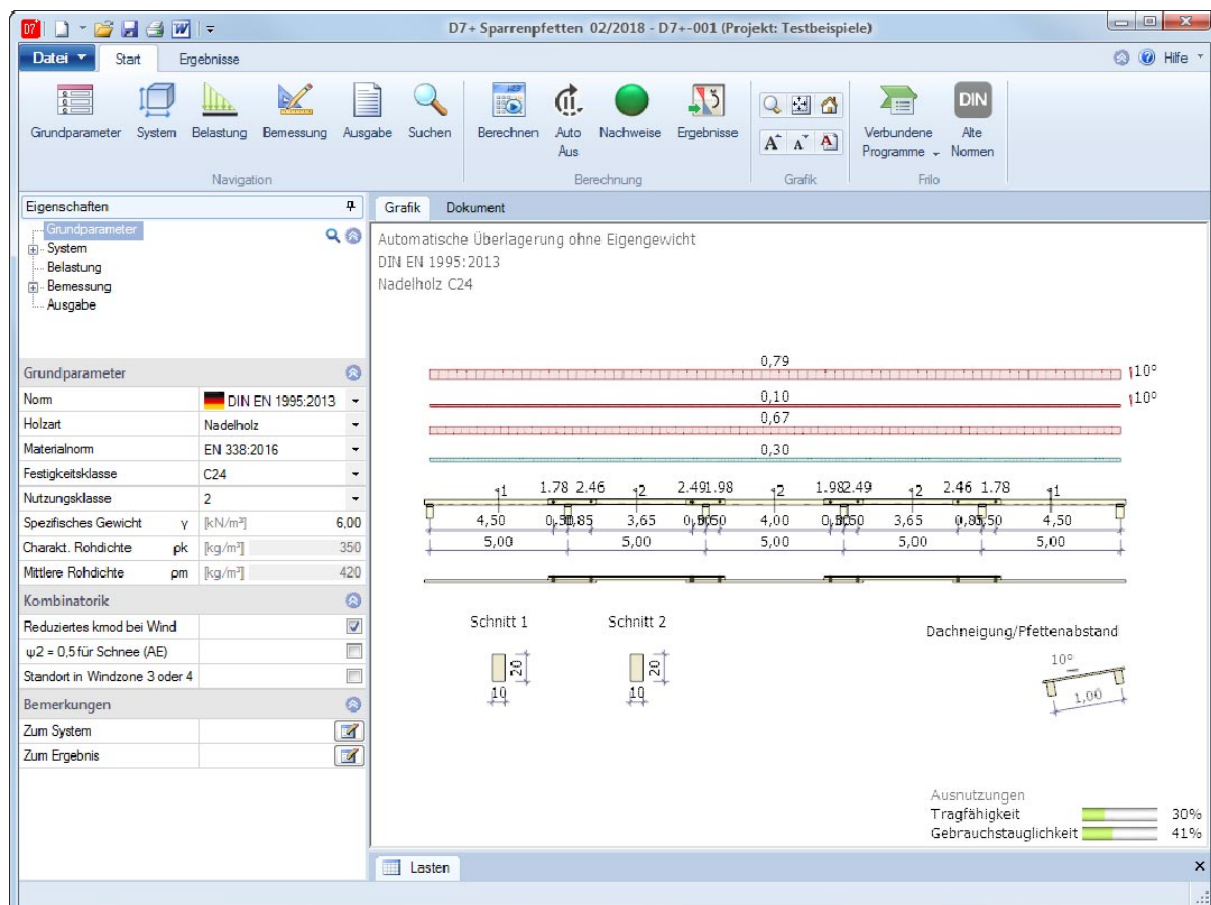 D7 D7+ Sparrenpfetten 02/2018 - D7+-001 (Projekt: Testbeispiele)
Datei Start Ergebnisse Hilfe
Grundparameter System Belastung Bemessung Ausgabe Suchen
Navigation
Berechnen Auto Aus Nachweise Ergebnisse
Berechnung
Grafik
Verbundene Programme DIN Alte Normen
Frilo
Eigenschaften
Grundparameter
System
Belastung
Bemessung
Ausgabe
Grundparameter
Norm DIN EN 1995:2013
Holzart Nadelholz
Materialnorm EN 338:2016
Festigkeitsklasse C24
Nutzungsklasse 2
Spezifisches Gewicht γ [kN/m³] 6,00
Charakt. Rohdichte ρk [kg/m³] 350
Mittlere Rohdichte ρm [kg/m³] 420
Kombinatorik
Reduziertes kmod bei Wind
ψ2 = 0,5 für Schnee (AE)
Standort in Windzone 3 oder 4
Bemerkungen
Zum System
Zum Ergebnis
Grafik Dokument
Automatische Überlagerung ohne Eigengewicht
DIN EN 1995:2013
Nadelholz C24
0,79 10°
0,10 10°
0,67
0,30
1 1.78 2.46 2 2.49 1.98 2 1.98 2.49 2 2.46 1.78 1
4,50 0,85 3,65 4,00 3,65 4,50
5,00 5,00 5,00 5,00 5,00
Schnitt 1 Schnitt 2
20 20
10 10
Dachneigung/Pfettenabstand
10°
1,00
Ausnutzungen
Tragfähigkeit 30%
Gebrauchstauglichkeit 41%
Lasten